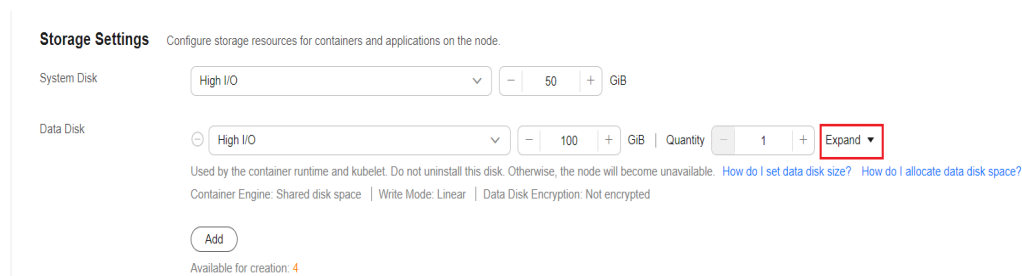 Storage Settings Configure storage resources for containers and applications on the node.
System Disk High I/O − 50 + GiB
Data Disk High I/O − 100 + GiB | Quantity − 1 + Expand ▼
Used by the container runtime and kubelet. Do not uninstall this disk. Otherwise, the node will become unavailable. How do I set data disk size? How do I allocate data disk space?
Container Engine: Shared disk space | Write Mode: Linear | Data Disk Encryption: Not encrypted
Add
Available for creation: 4